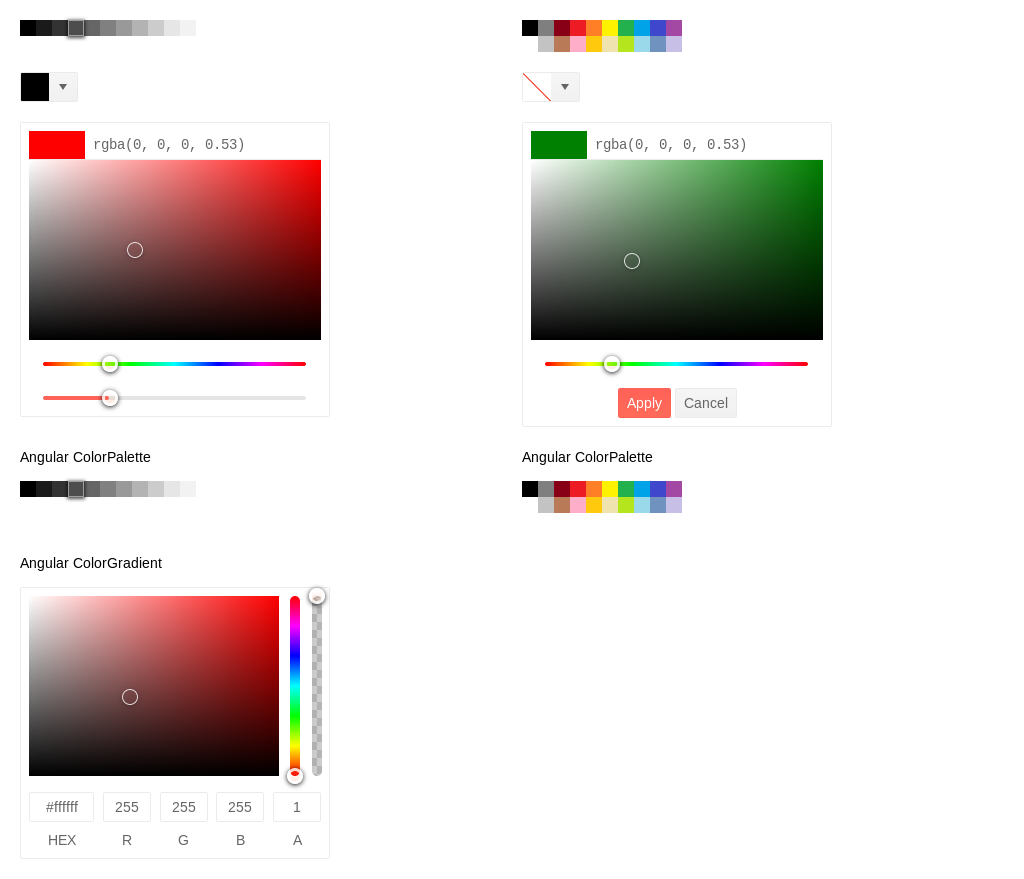 rgba(0, 0, 0, 0.53)
rgba(0, 0, 0, 0.53)
Apply Cancel
Angular ColorPalette
Angular ColorPalette
Angular ColorGradient
#ffffff 255 255 255 1
HEX R G B A